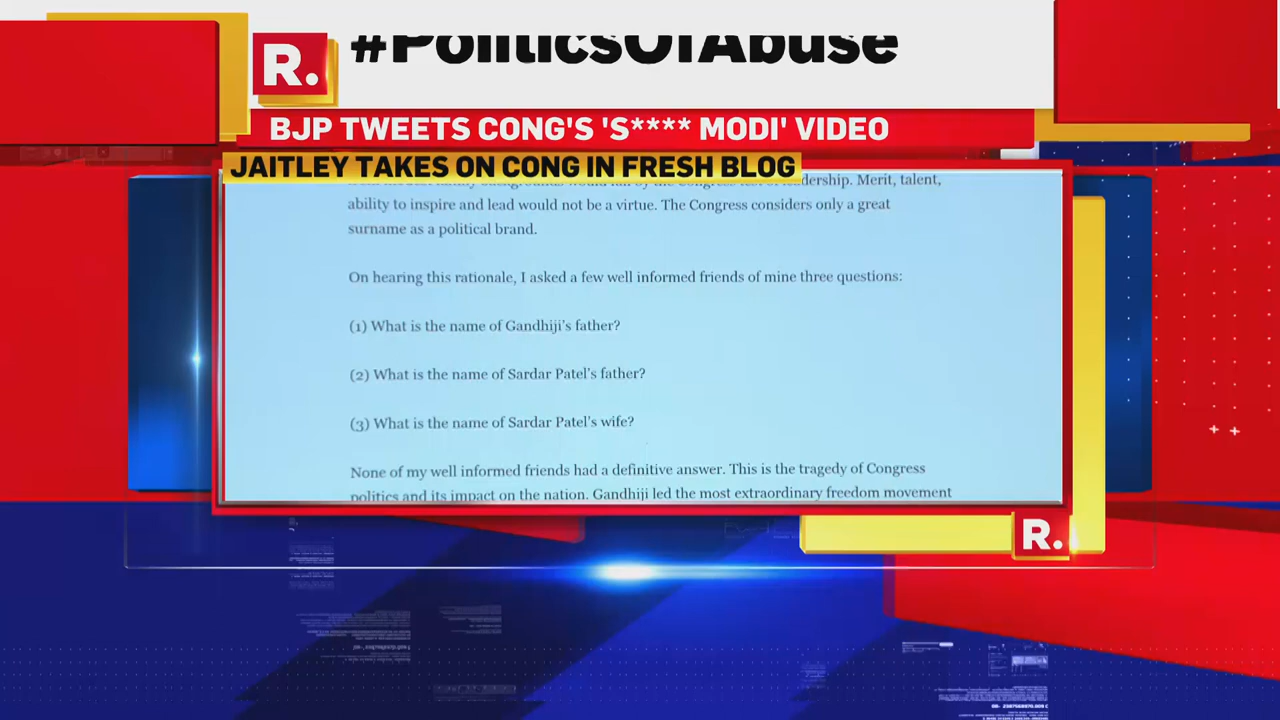 #PoliticsOfAbuse
R.
BJP TWEETS CONG'S 'S**** MODI' VIDEO
JAITLEY TAKES ON CONG IN FRESH BLOG
leadership. Merit, talent,
ability to inspire and lead would not be a virtue. The Congress considers only a great
surname as a political brand.
On hearing this rationale, I asked a few well informed friends of mine three questions:
(1) What is the name of Gandhiji's father?
(2) What is the name of Sardar Patel's father?
(3) What is the name of Sardar Patel's wife?
None of my well informed friends had a definitive answer. This is the tragedy of Congress
politics and its impact on the nation. Gandhiji led the most extraordinary freedom movement
R.